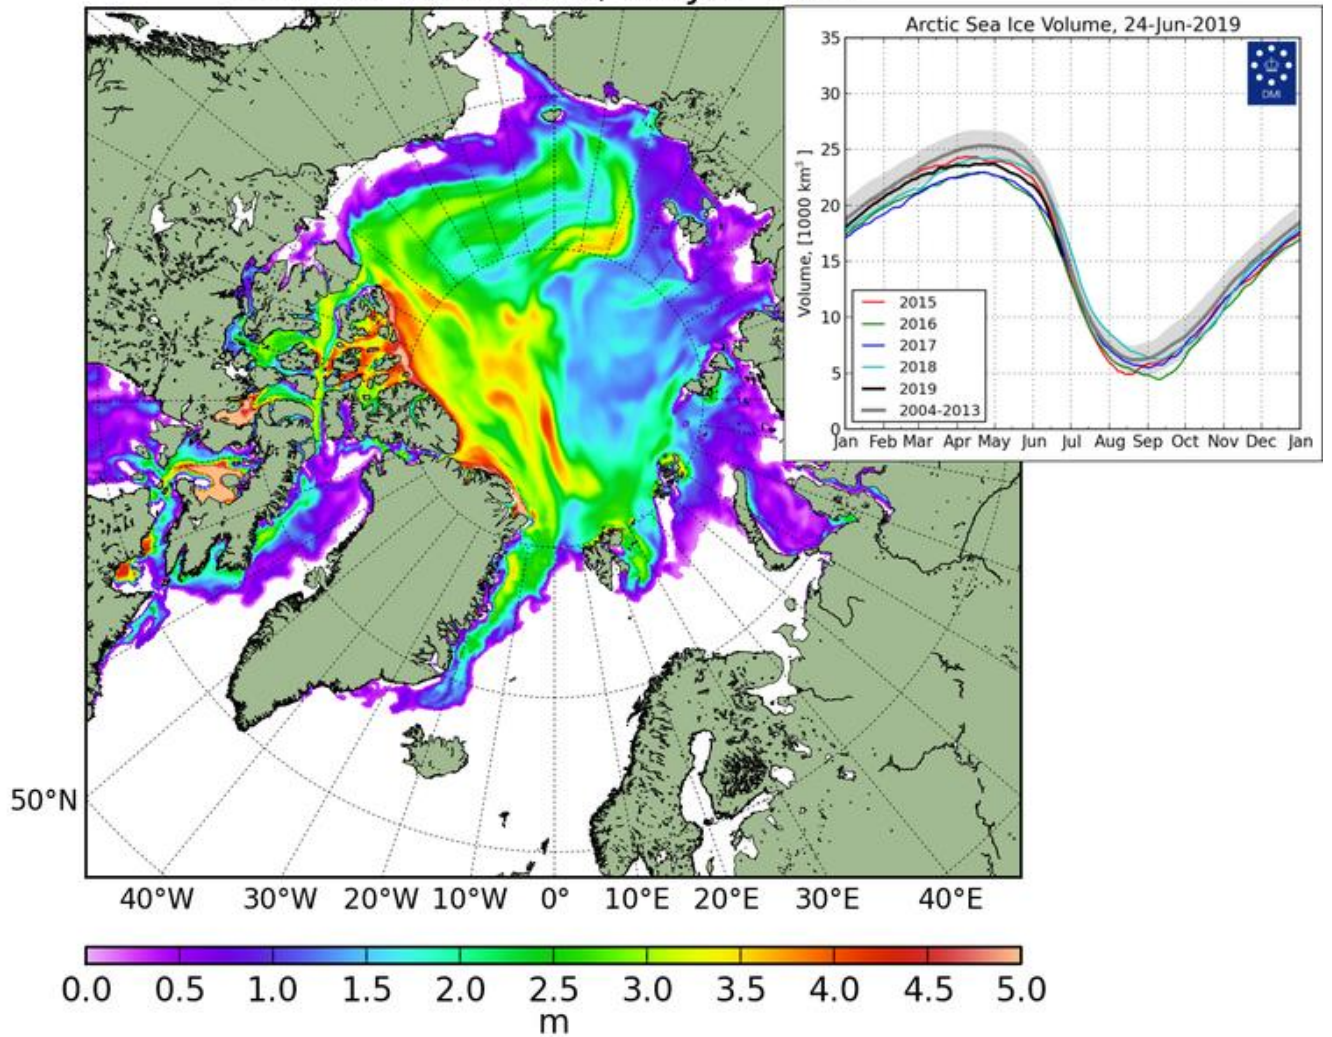 Arctic Sea Ice Volume, 24-Jun-2019
DMI
Volume, [1000 km³ ]
35
30
25
20
15
10
5
0
2015
2016
2017
2018
2019
2004-2013
Jan Feb Mar Apr May Jun Jul Aug Sep Oct Nov Dec Jan
50°N
40°W 30°W 20°W 10°W 0° 10°E 20°E 30°E 40°E
0.0 0.5 1.0 1.5 2.0 2.5 3.0 3.5 4.0 4.5 5.0
m